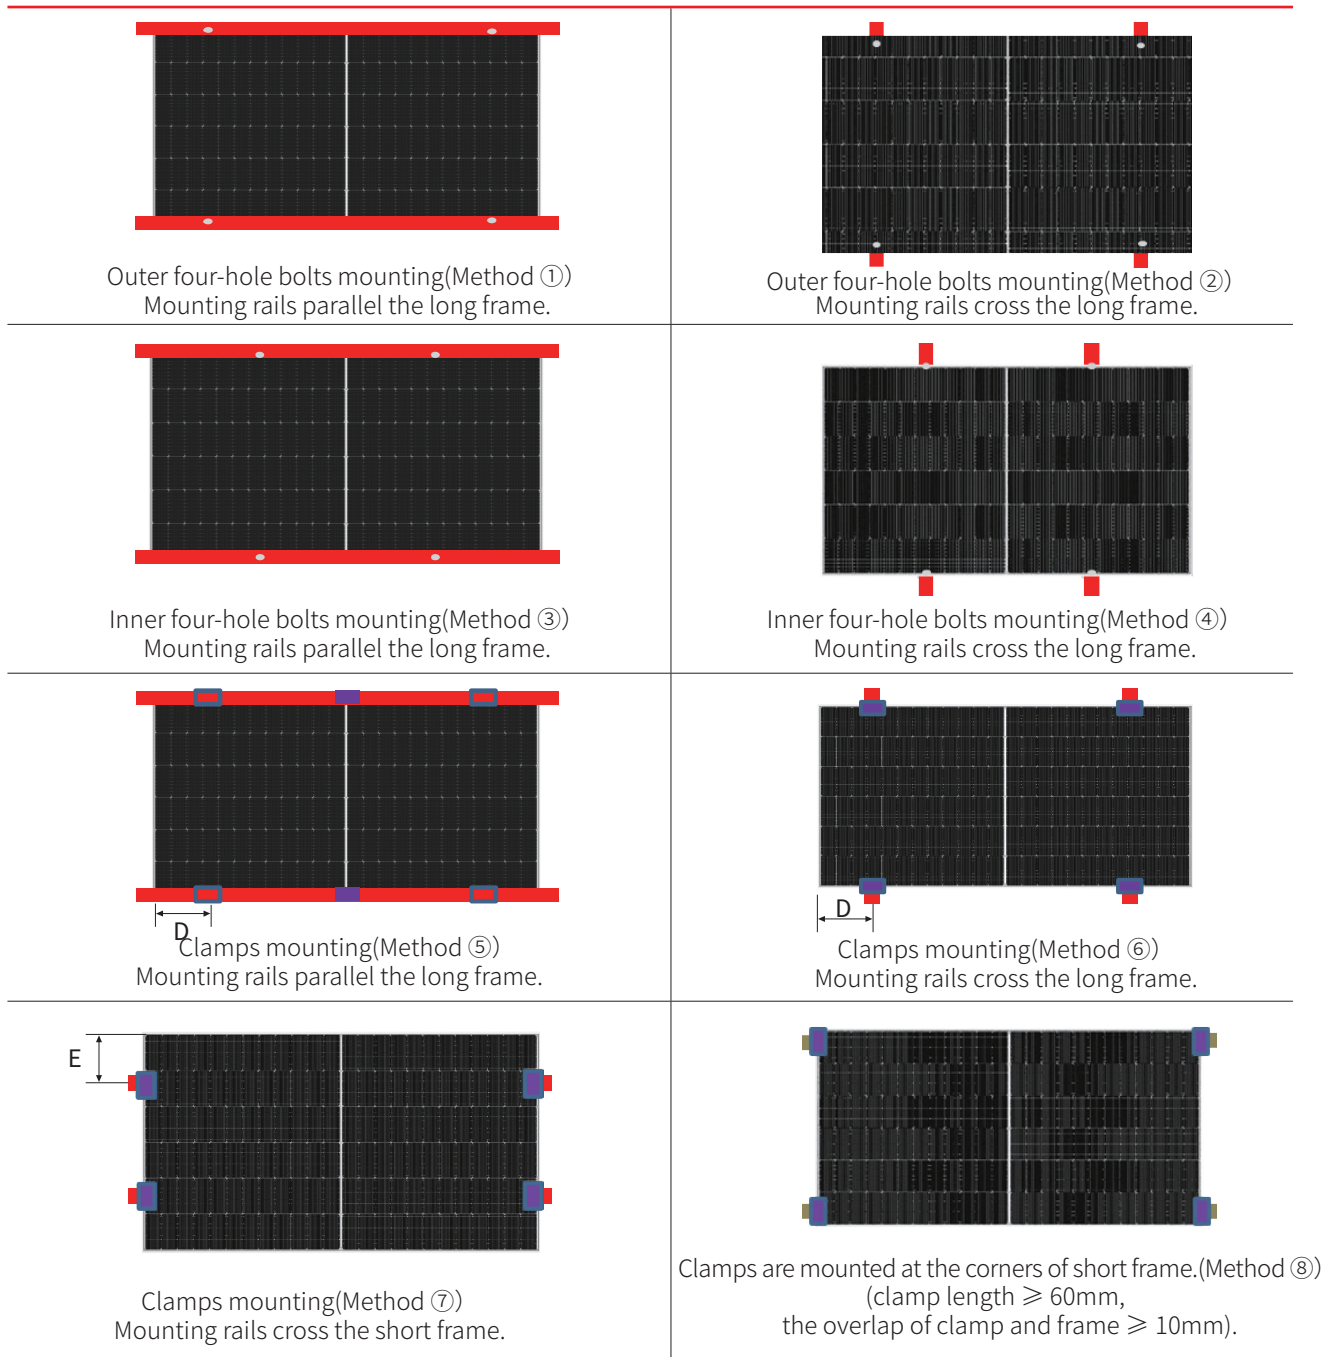 Outer four-hole bolts mounting(Method ①)
Mounting rails parallel the long frame.
Outer four-hole bolts mounting(Method ②)
Mounting rails cross the long frame.
Inner four-hole bolts mounting(Method ③)
Mounting rails parallel the long frame.
Inner four-hole bolts mounting(Method ④)
Mounting rails cross the long frame.
D
Clamps mounting(Method ⑤)
Mounting rails parallel the long frame.
D
Clamps mounting(Method ⑥)
Mounting rails cross the long frame.
E
Clamps mounting(Method ⑦)
Mounting rails cross the short frame.
Clamps are mounted at the corners of short frame.(Method ⑧)
(clamp length ⩾ 60mm,
the overlap of clamp and frame ⩾ 10mm).